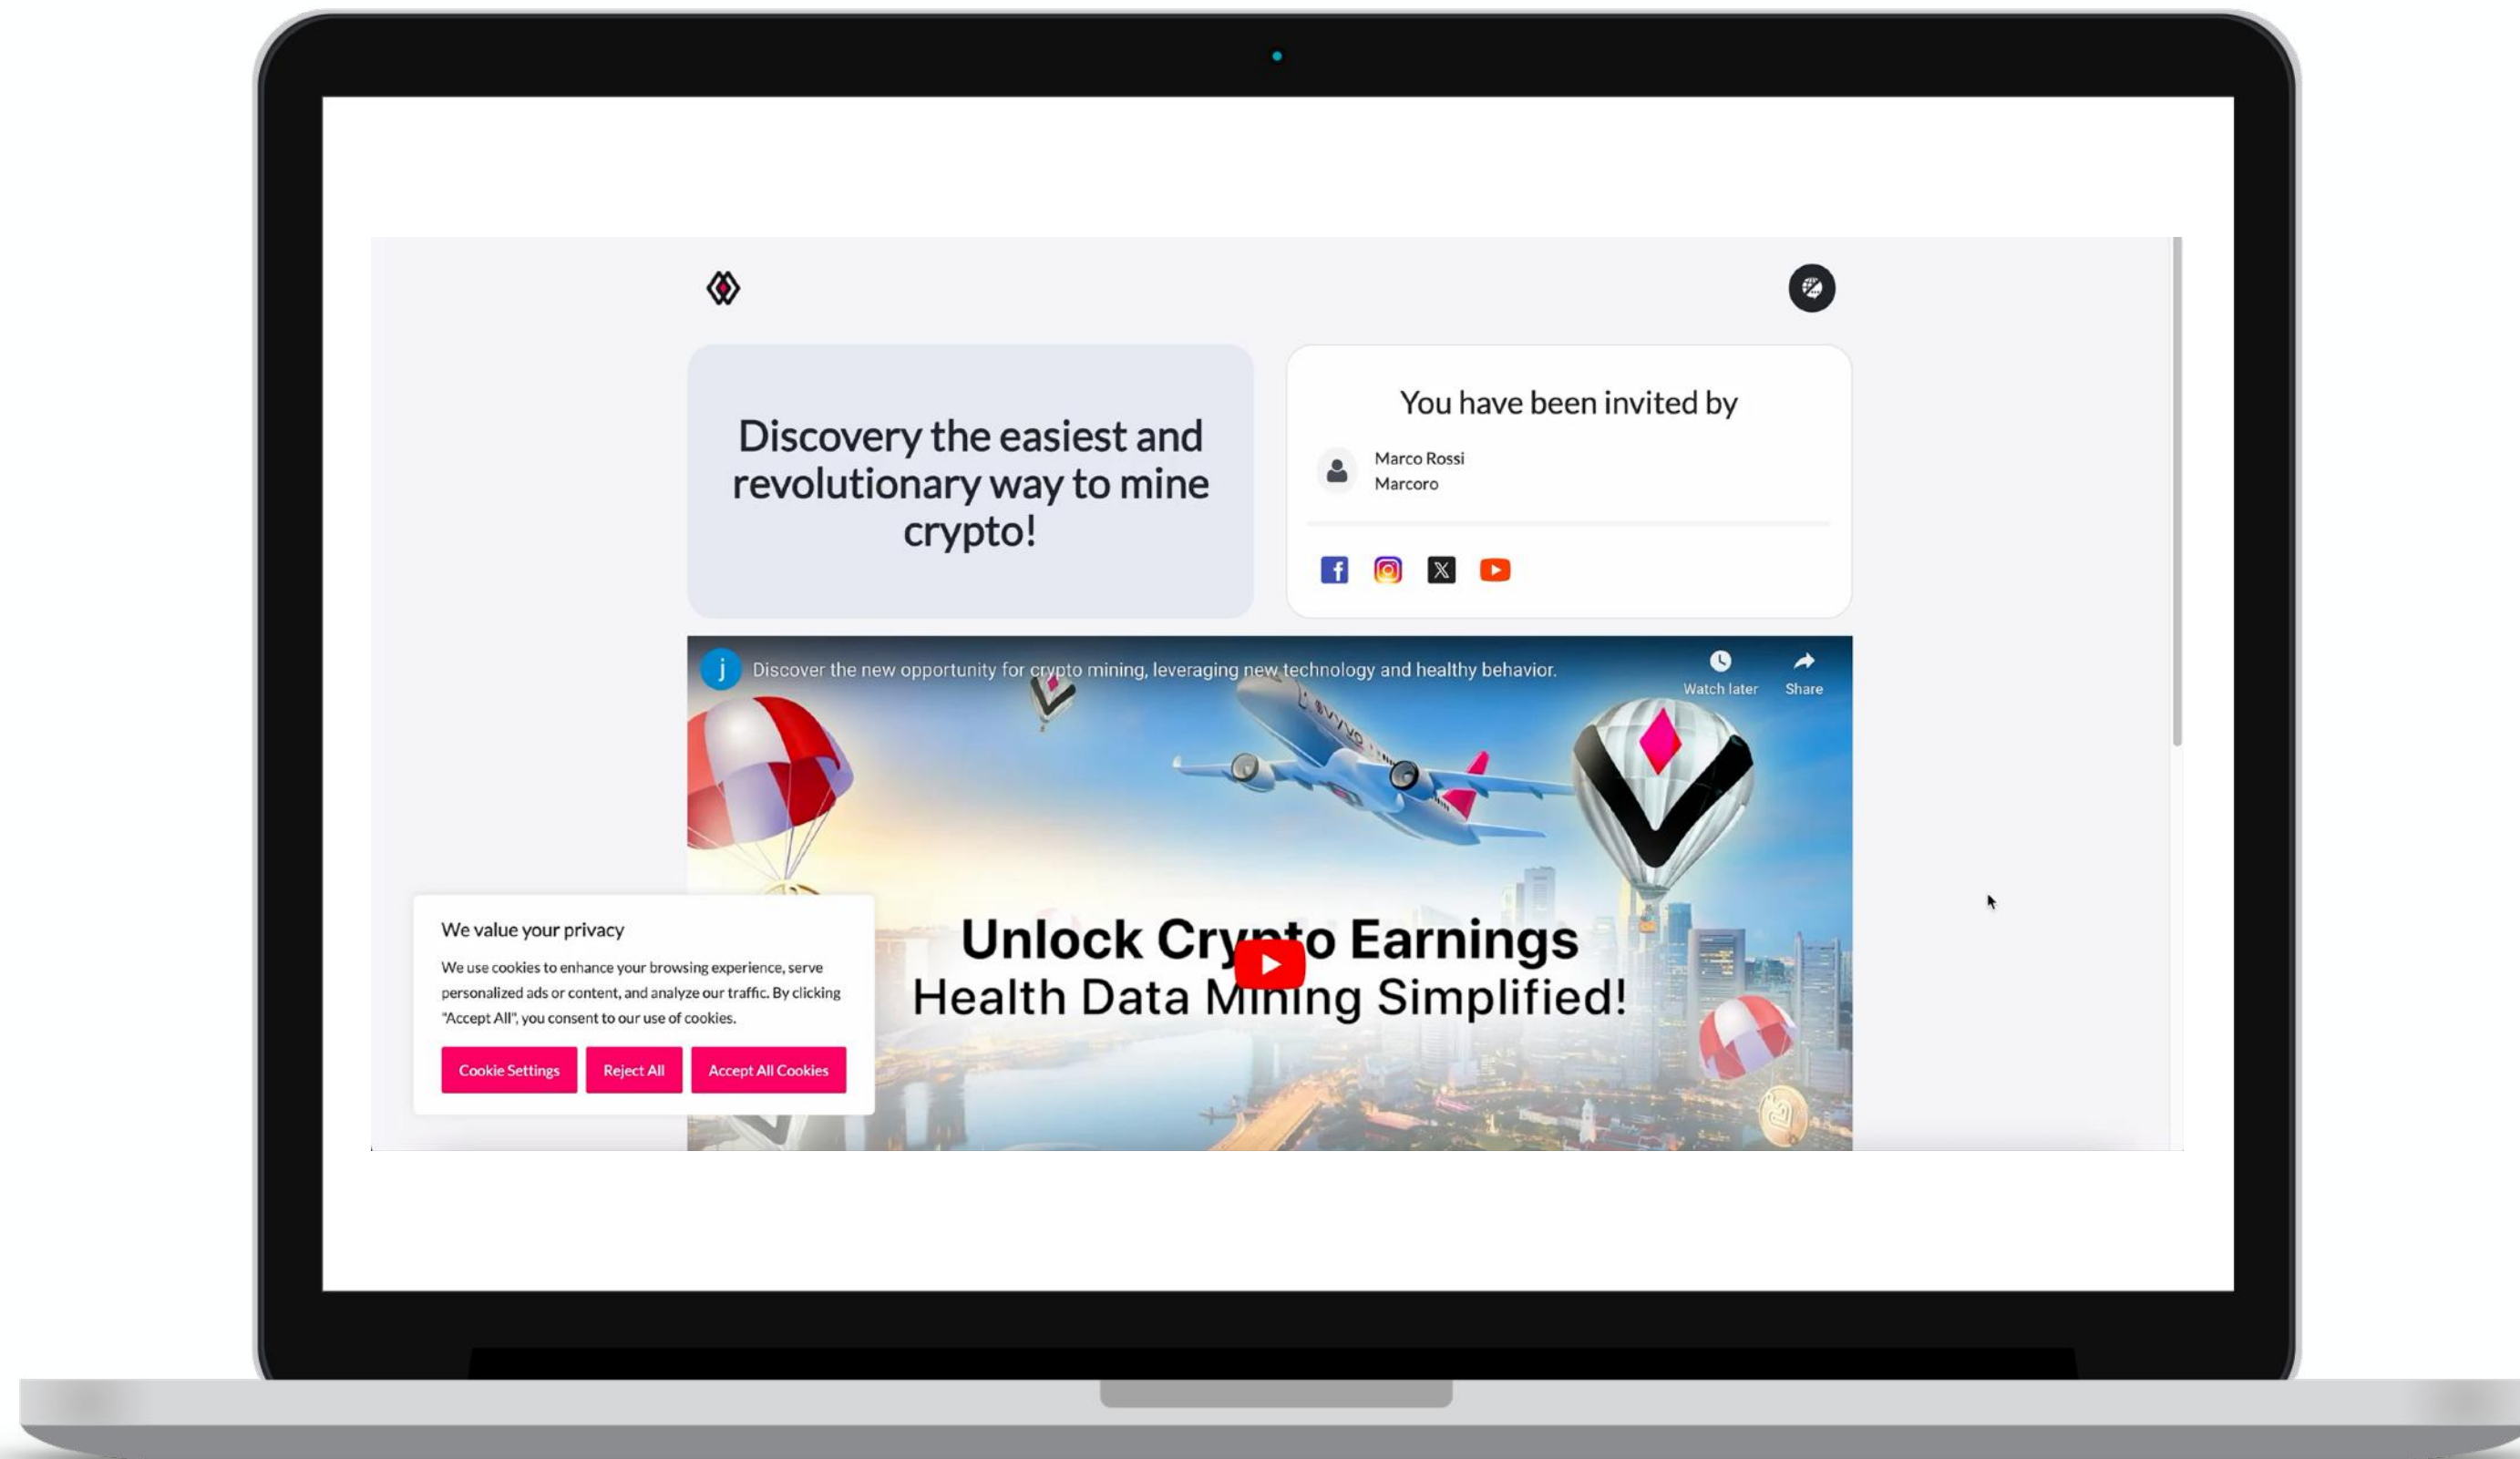 Discovery the easiest and
revolutionary way to mine
crypto!
You have been invited by
Marco Rossi
Marcoro
j
Discover the new opportunity for crypto mining, leveraging new technology and healthy behavior.
Watch later
Share
VYVO
Unlock Crypto Earnings
Health Data Mining Simplified!
We value your privacy
We use cookies to enhance your browsing experience, serve
personalized ads or content, and analyze our traffic. By clicking
"Accept All", you consent to our use of cookies.
Cookie Settings
Reject All
Accept All Cookies